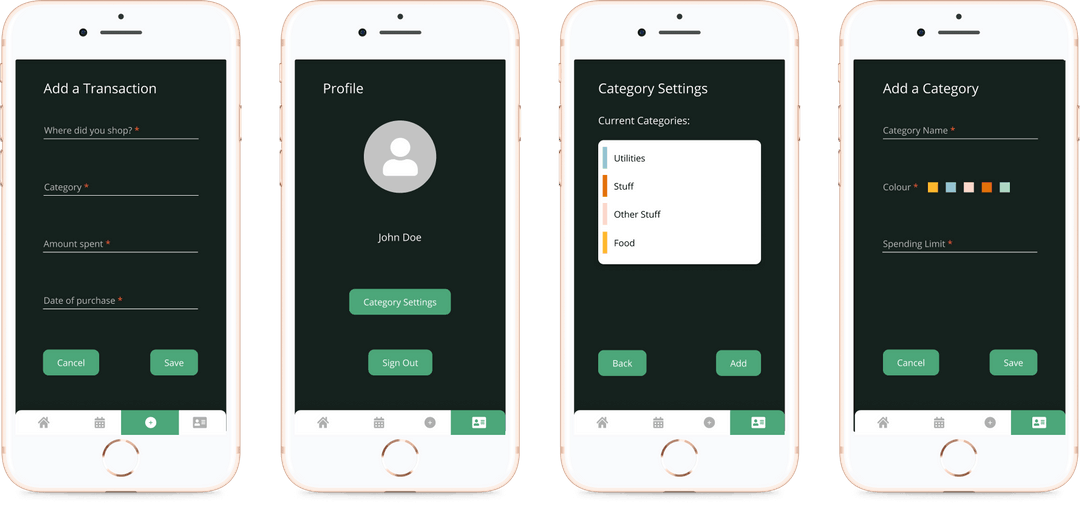 Add a Transaction
Where did you shop? *
Category *
Amount spent *
Date of purchase *
Cancel
Save
Profile
John Doe
Category Settings
Sign Out
Category Settings
Current Categories:
Utilities
Stuff
Other Stuff
Food
Back
Add
Add a Category
Category Name *
Colour *
Spending Limit *
Cancel
Save